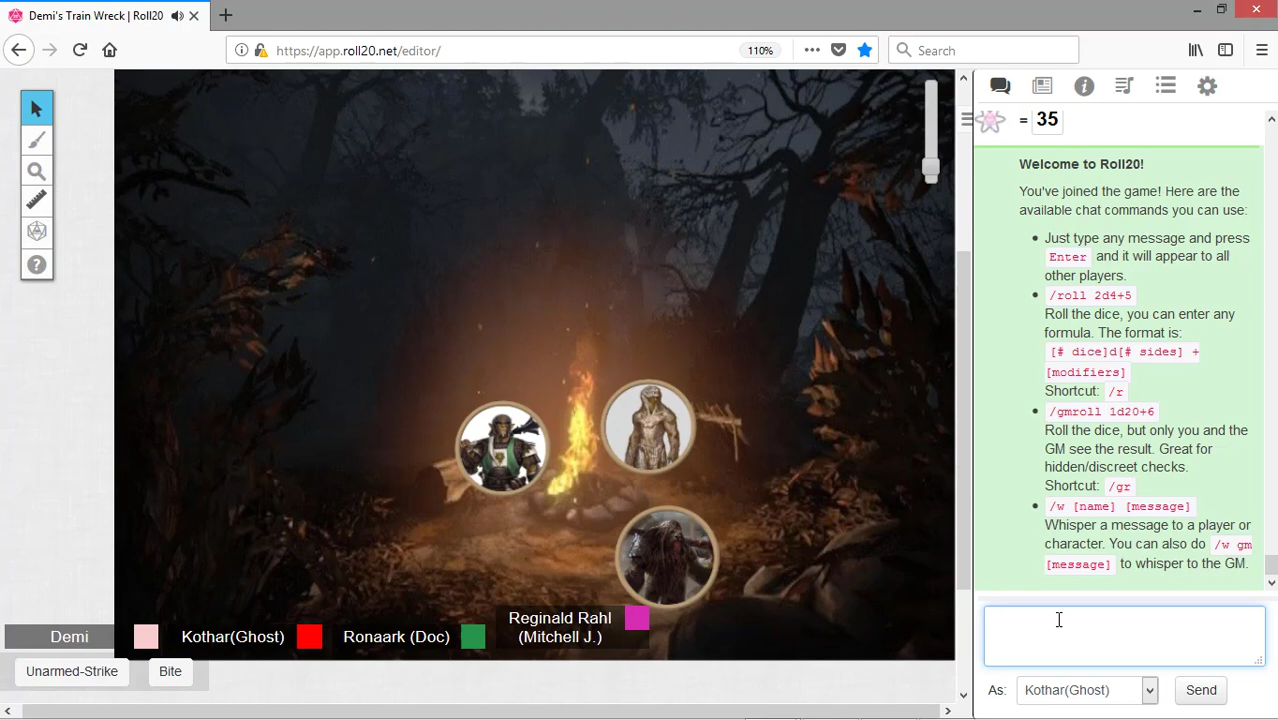 Demi's Train Wreck | Roll20
https://app.roll20.net/editor/
110%
Search
= 35
Welcome to Roll20!
You've joined the game! Here are the
available chat commands you can use:
Just type any message and press
Enter and it will appear to all
other players.
/roll 2d4+5
Roll the dice, you can enter any
formula. The format is:
[# dice]d[# sides] +
[modifiers]
Shortcut: /r
/gmroll 1d20+6
Roll the dice, but only you and the
GM see the result. Great for
hidden/discreet checks.
Shortcut: /gr
/w [name] [message]
Whisper a message to a player or
character. You can also do /w gm
[message] to whisper to the GM.
Demi
Kothar(Ghost)
Ronaark (Doc)
Reginald Rahl
(Mitchell J.)
Unarmed-Strike
Bite
As: Kothar(Ghost) Send